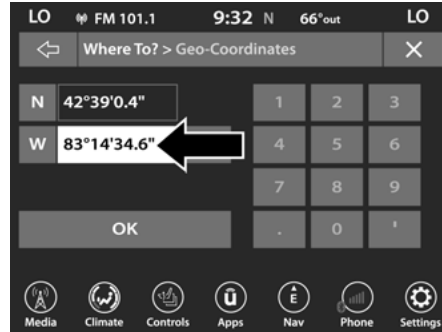 LO FM 101.1 9:32 N 66°out LO
Where To? > Geo-Coordinates X
N 42°39'0.4" 1 2 3
W 83°14'34.6" 4 5 6
7 8 9
OK . 0 '
Media Climate Controls Apps Nav Phone Settings